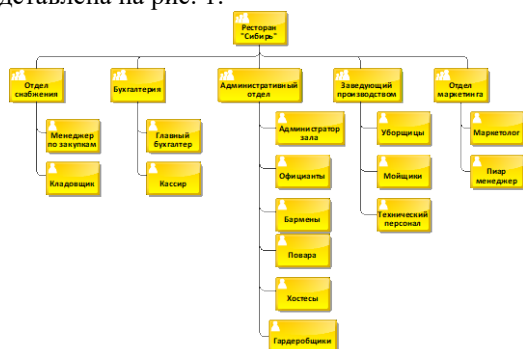 дставлена на рис. 1.
Ресторан
"Сибирь"
Отдел
снабжения
Бухгалтерия
Административный
отдел
Заведующий
производством
Отдел
маркетинга
Менеджер
по закупкам
Кладовщик
Главный
бухгалтер
Кассир
Администратор
зала
Официанты
Бармены
Повара
Хостесы
Гардеробщики
Уборщицы
Мойщики
Технический
персонал
Маркетолог
Пиар
менеджер